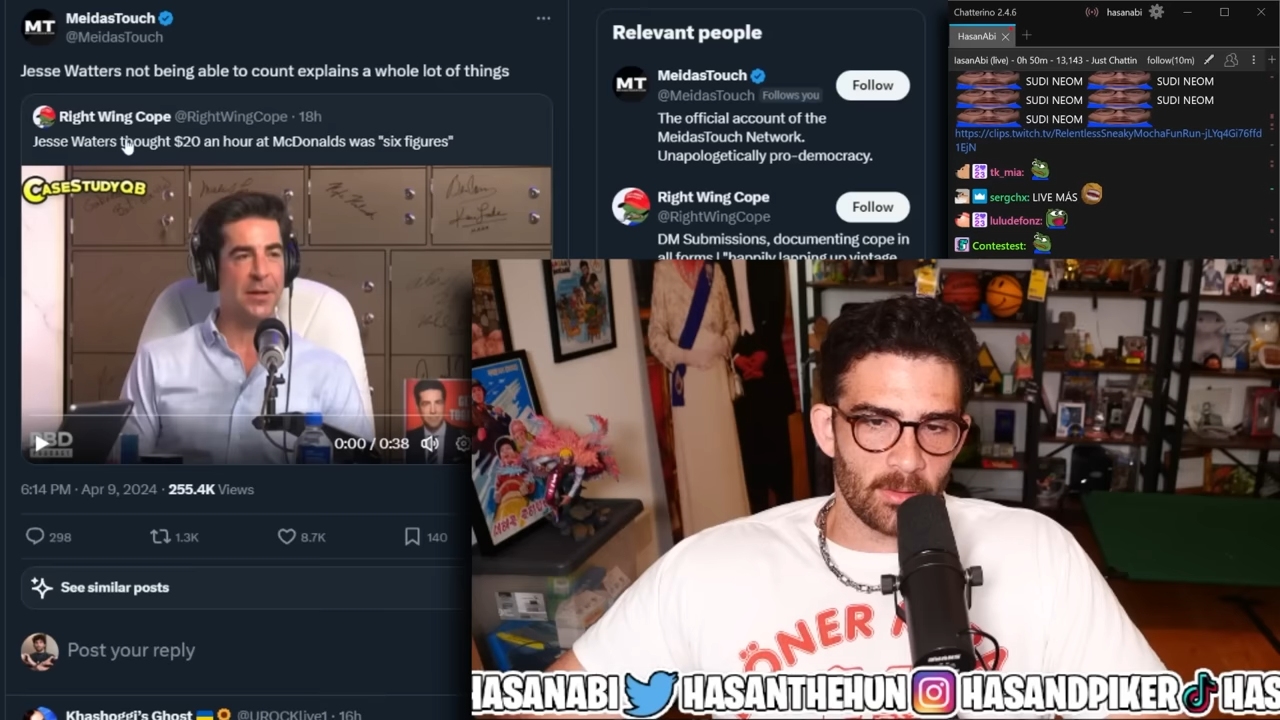 MT
MeidasTouch
@MeidasTouch
Jesse Watters not being able to count explains a whole lot of things
Right Wing Cope @RightWingCope · 18h
Jesse Waters thought $20 an hour at McDonalds was "six figures"
CASESTUDYQB
PBD
PODCAST
0:00 / 0:38
6:14 PM · Apr 9, 2024 · 255.4K Views
298
1.3K
8.7K
140
See similar posts
Post your reply
Khashoggi's Ghost @UROCKlive1 · 16h
Relevant people
MT
MeidasTouch
@MeidasTouch Follows you
Follow
The official account of the
MeidasTouch Network.
Unapologetically pro-democracy.
Right Wing Cope
@RightWingCope
Follow
DM Submissions, documenting cope in
all forms | "happily lapping up vintage
Chatterino 2.4.6
hasanabi
HasanAbi
HasanAbi (live) - 0h 50m - 13,143 - Just Chattin
follow(10m)
SUDI NEOM SUDI NEOM
SUDI NEOM SUDI NEOM
SUDI NEOM
https://clips.twitch.tv/RelentlessSneakyMochaFunRun-jLYq4Gi76ffd
1EjN
tk_mia:
sergchx: LIVE MÁS
luludefonz:
Contestest:
ÖNER
HASANABI HASANTHEHUN HASANDPIKER HAS